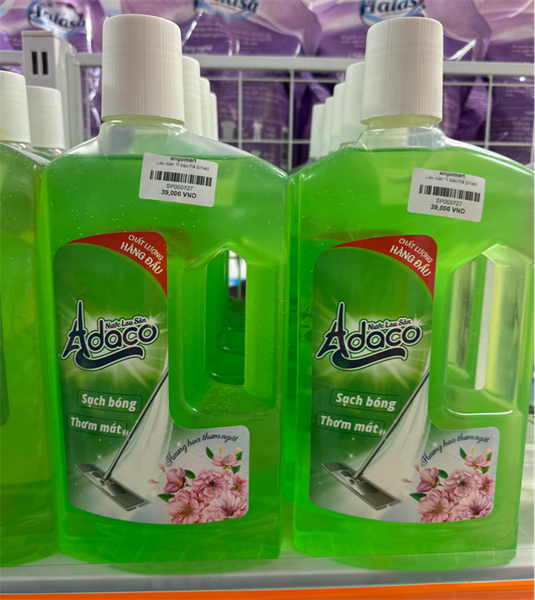 Halasa
Halasa
angomart
SP000727
39,000 VND
CHẤT LƯỢNG
HÀNG ĐẦU
Nước Lau Sàn
Adaco
Sạch bóng
Thơm mát
Hương hoa thơm ngát
angomart
SP000727
39,000 VND
CHẤT LƯỢNG
HÀNG ĐẦU
Nước Lau Sàn
Adaco
Sạch bóng
Thơm mát
Hương hoa thơm ngát